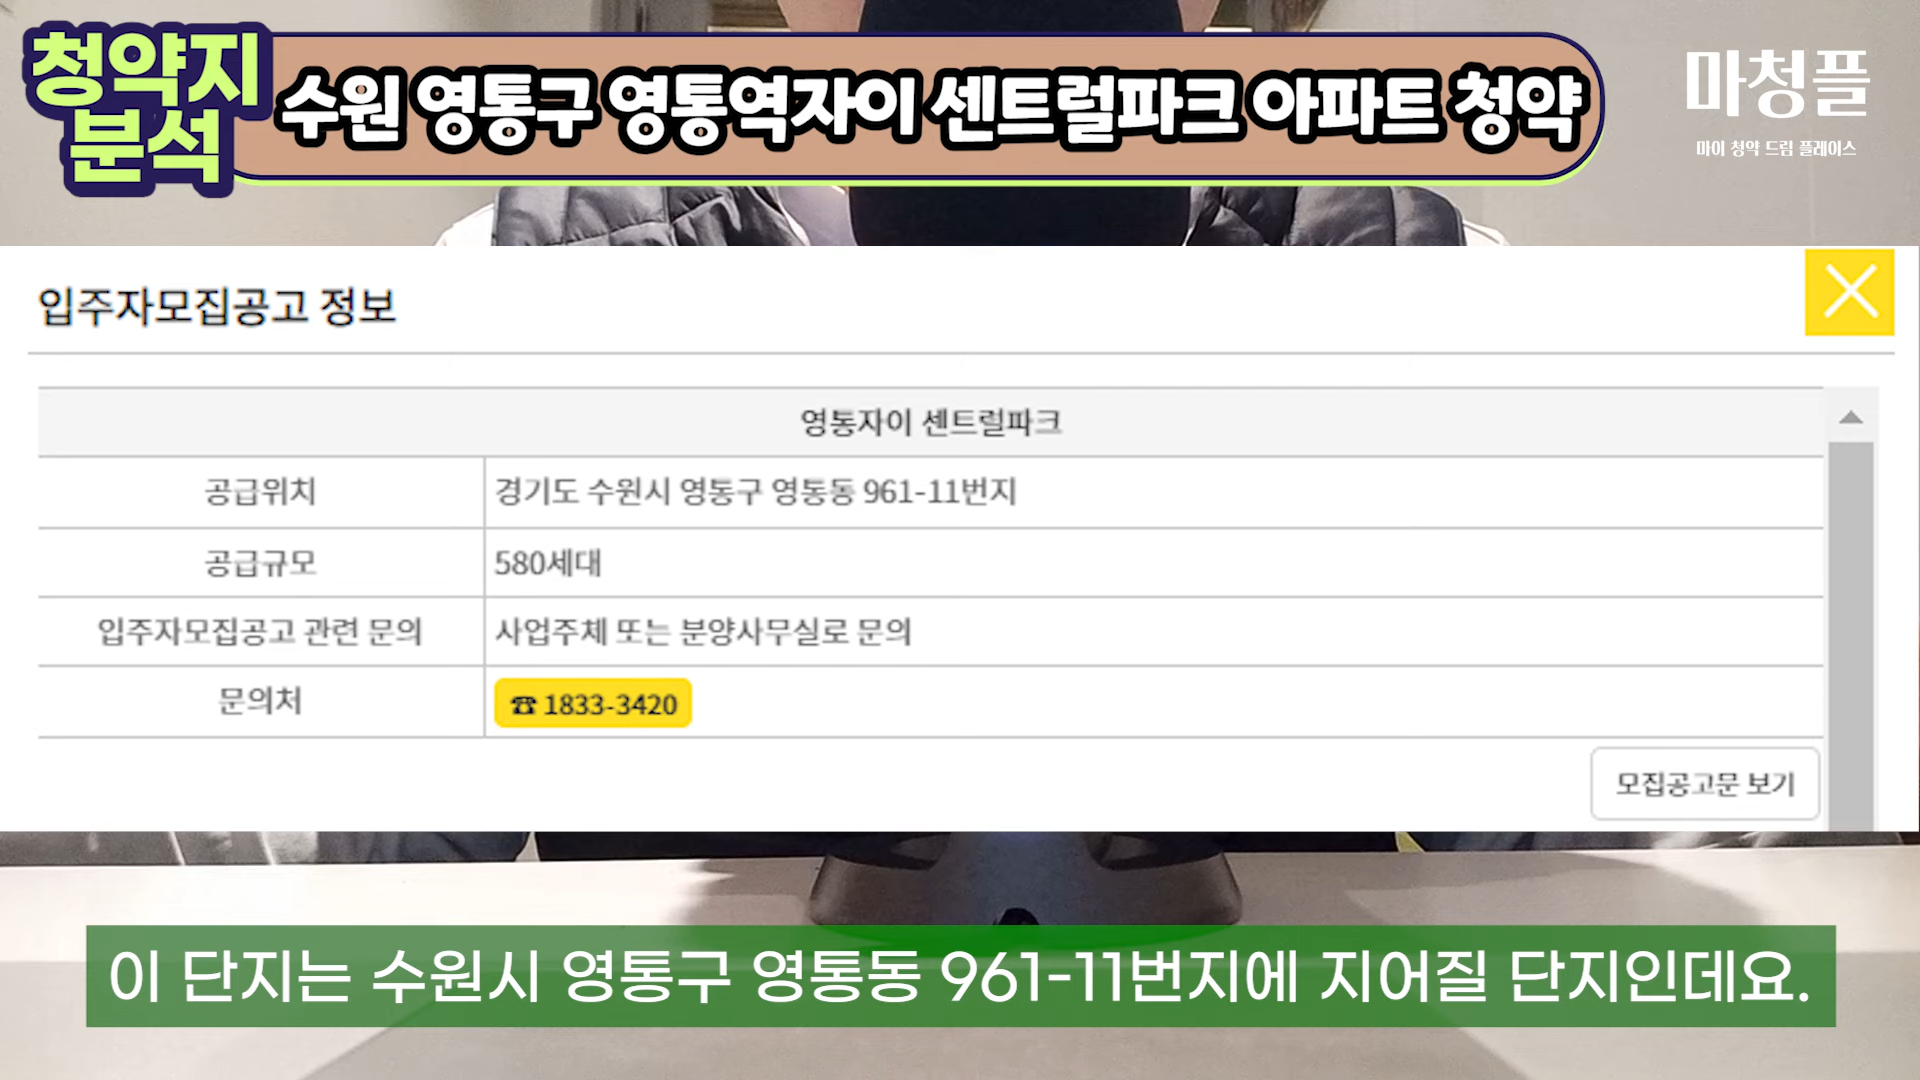 청약지
분석
수원 영통구 영통역자이 센트럴파크 아파트 청약
마청플
마이 청약 드림 플레이스
입주자모집공고 정보
영통자이 센트럴파크
공급위치
경기도 수원시 영통구 영통동 961-11번지
공급규모
580세대
입주자모집공고 관련 문의
사업주체 또는 분양사무실로 문의
문의처
☎ 1833-3420
모집공고문 보기
이 단지는 수원시 영통구 영통동 961-11번지에 지어질 단지인데요.